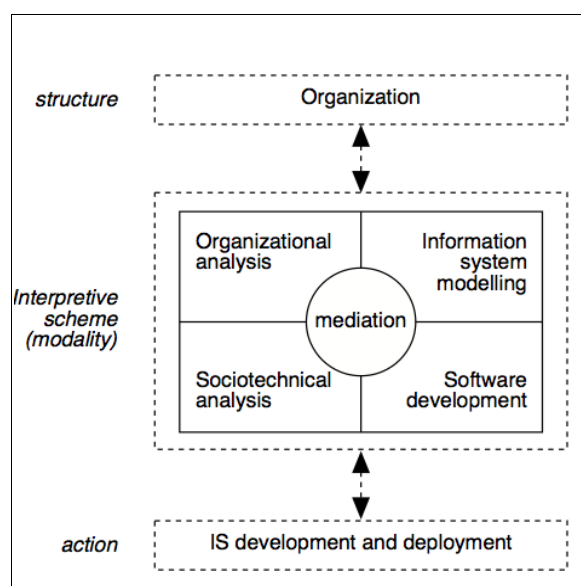 structure
Organization
Interpretive
scheme
(modality)
Organizational
analysis
Information
system
modelling
mediation
Sociotechnical
analysis
Software
development
action
IS development and deployment